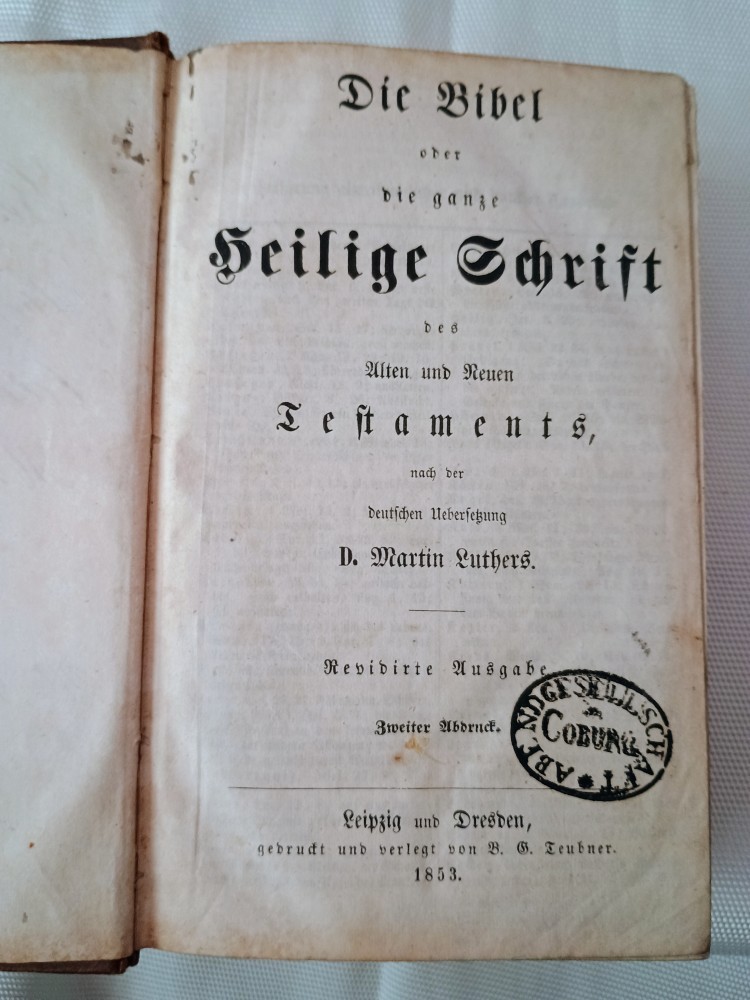 Die Bibel
oder
die ganze
Heilige Schrift
des
Alten und Neuen
Testaments,
nach der
deutschen Uebersetzung
D. Martin Luthers.
Revidirte Ausgabe
Zweiter Abdruck.
ABENDGESELLSCHAFT
in
COBURG
Leipzig und Dresden,
gedruckt und verlegt von B. G. Teubner.
1853.